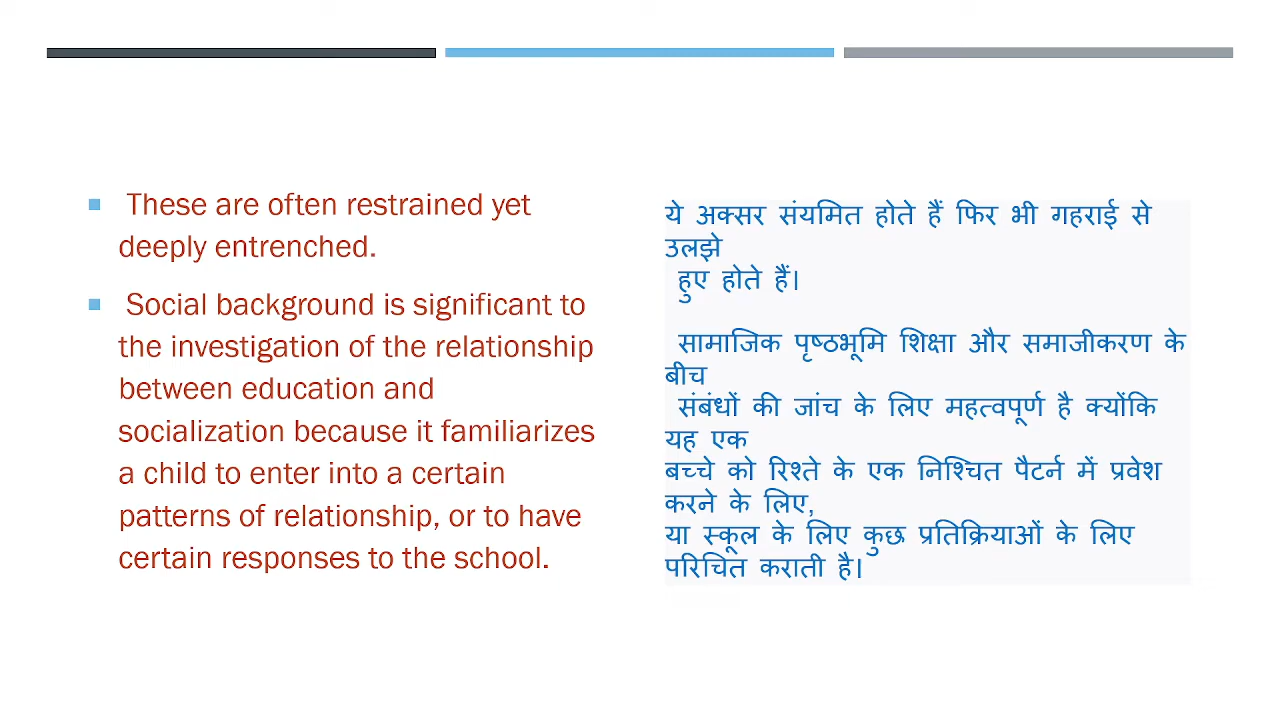 These are often restrained yet
deeply entrenched.
Social background is significant to
the investigation of the relationship
between education and
socialization because it familiarizes
a child to enter into a certain
patterns of relationship, or to have
certain responses to the school.
ये अक्सर संयमित होते हैं फिर भी गहराई से
उलझे
हुए होते हैं।
सामाजिक पृष्ठभूमि शिक्षा और समाजीकरण के
बीच
संबंधों की जांच के लिए महत्वपूर्ण है क्योंकि
यह एक
बच्चे को रिश्ते के एक निश्चित पैटर्न में प्रवेश
करने के लिए,
या स्कूल के लिए कुछ प्रतिक्रियाओं के लिए
परिचित कराती है।